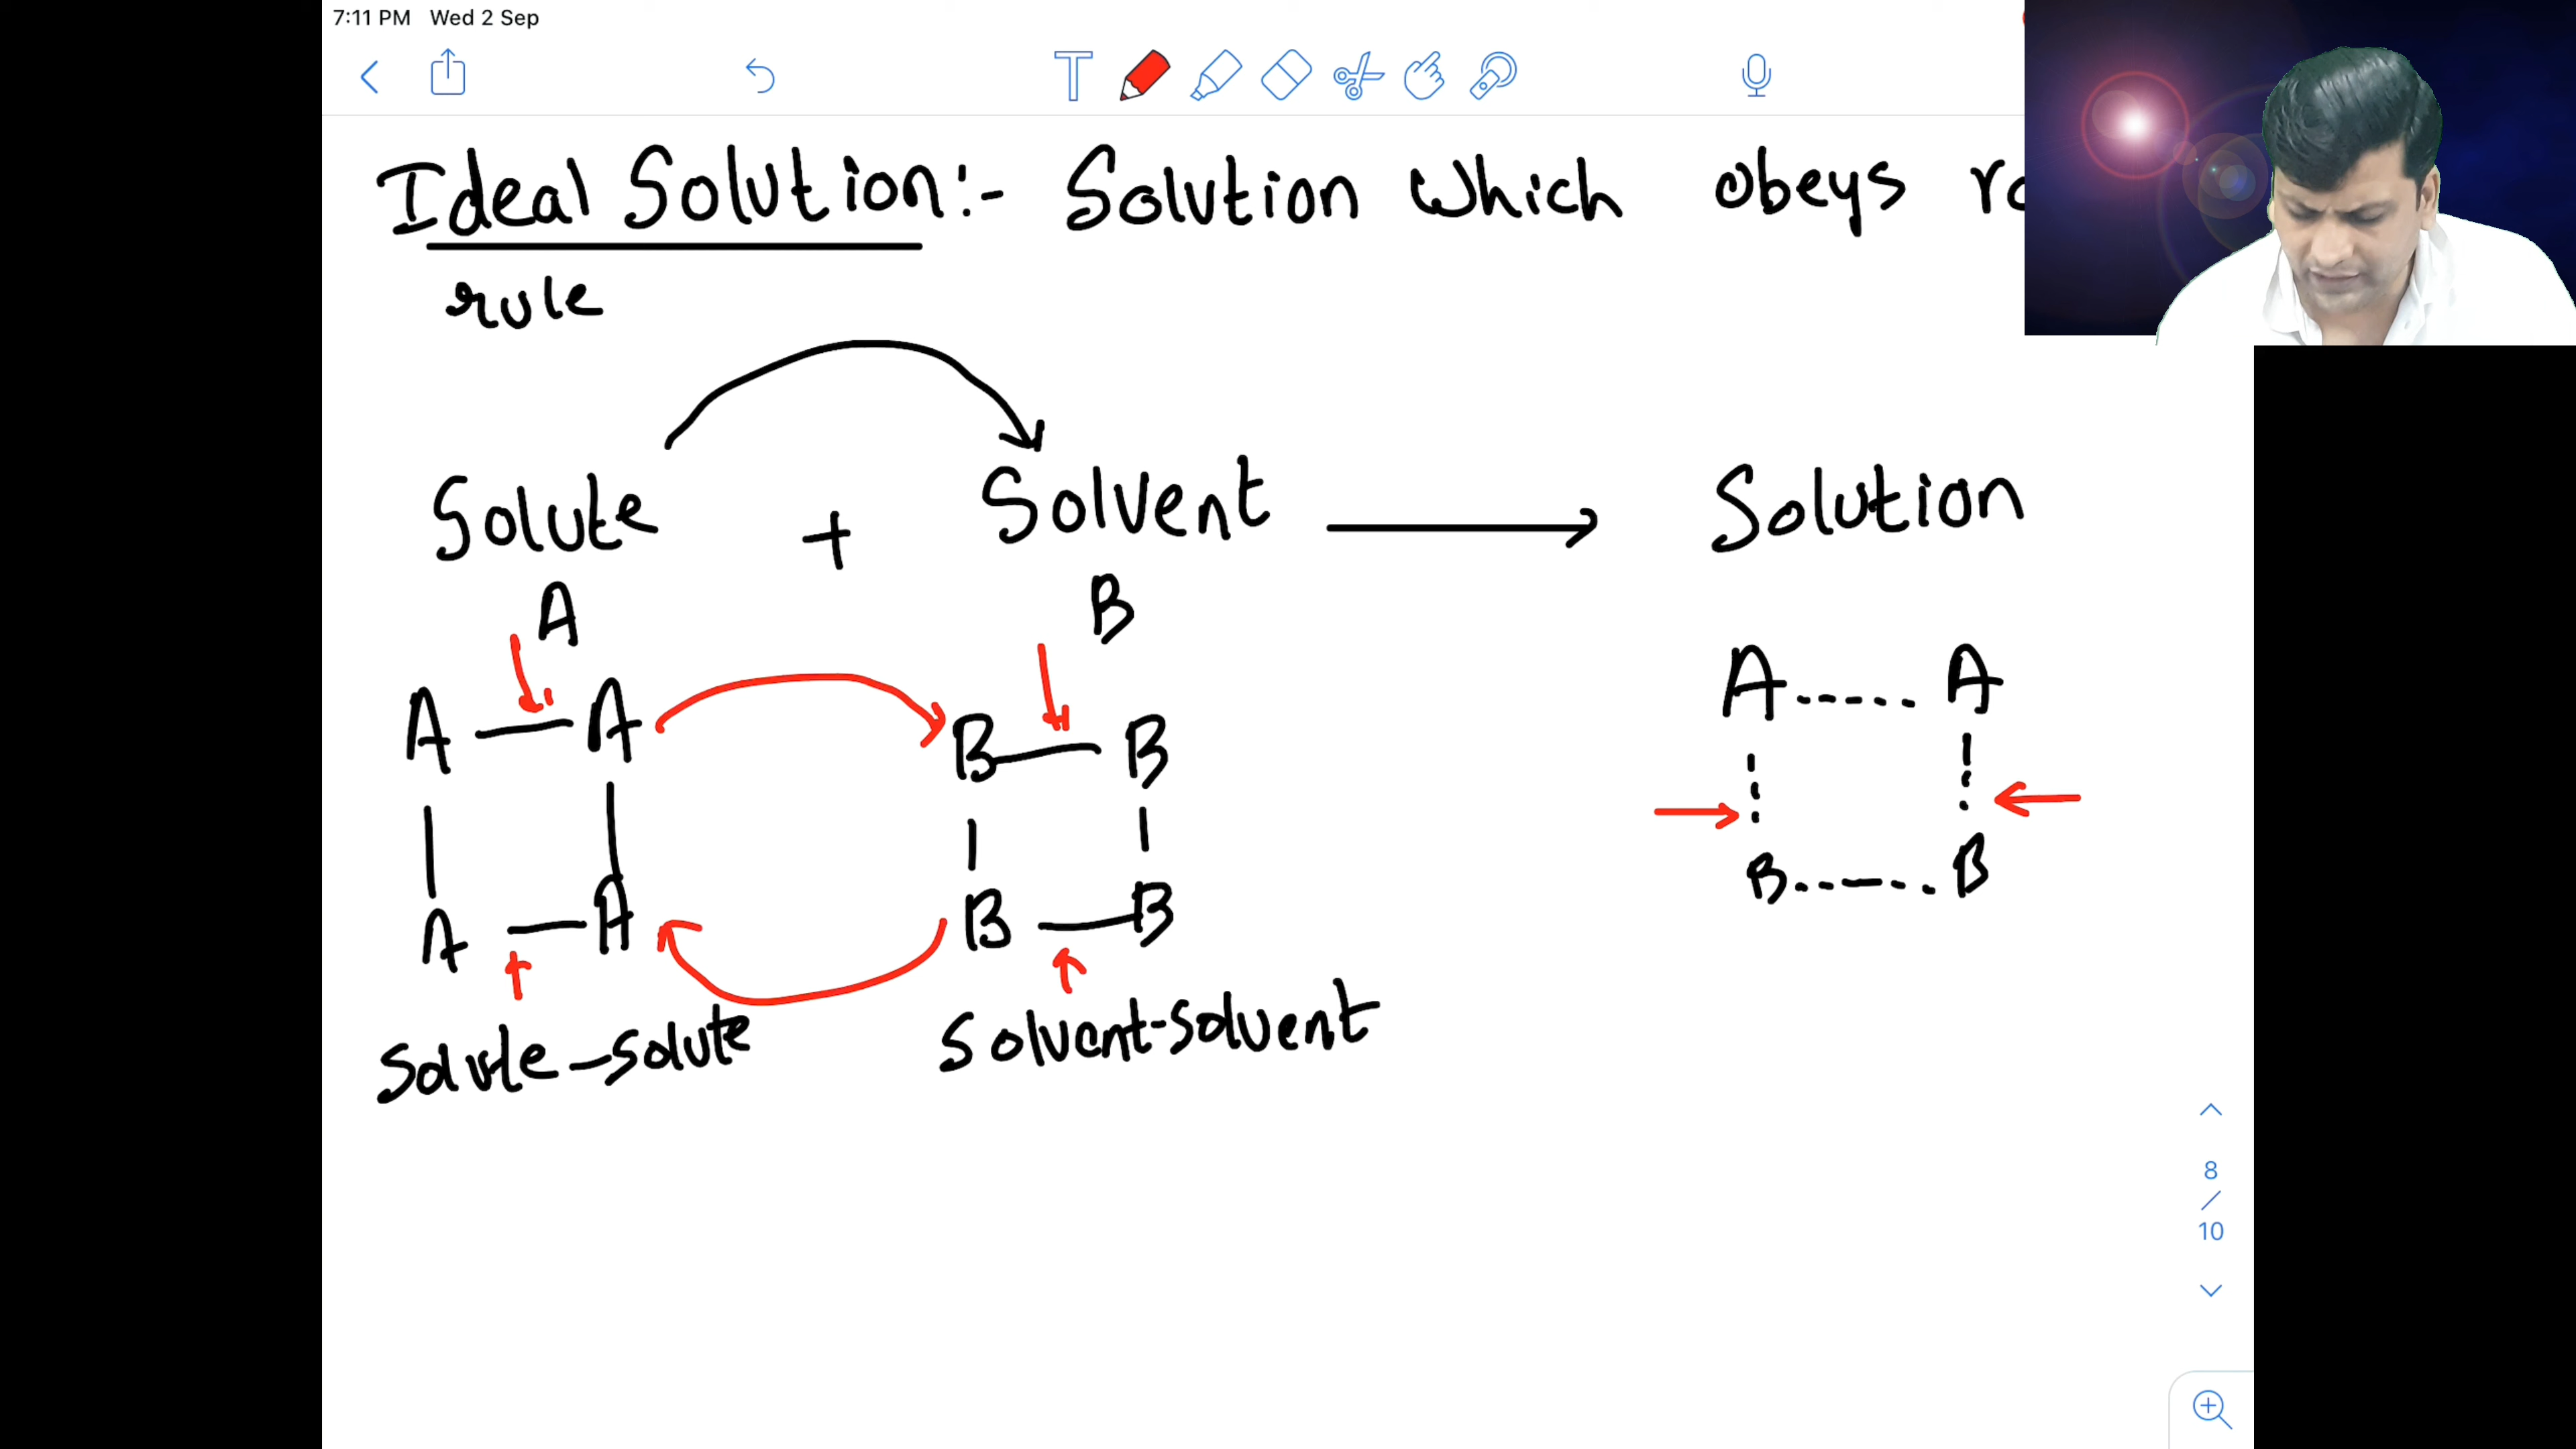 7:11 PM Wed 2 Sep
T
Ideal Solution :- Solution which obeys
rule
Solute + Solvent → Solution
A B
A — A B — B A ..... A
A — A B — B B ..--.. B
Solute - Solute Solvent - Solvent
8
/
10